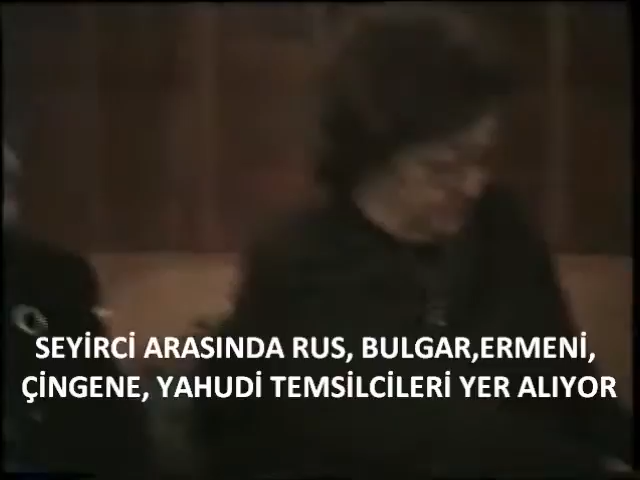 SEYİRCİ ARASINDA RUS, BULGAR,ERMENİ,
ÇİNGENE, YAHUDİ TEMSİLCİLERİ YER ALIYOR